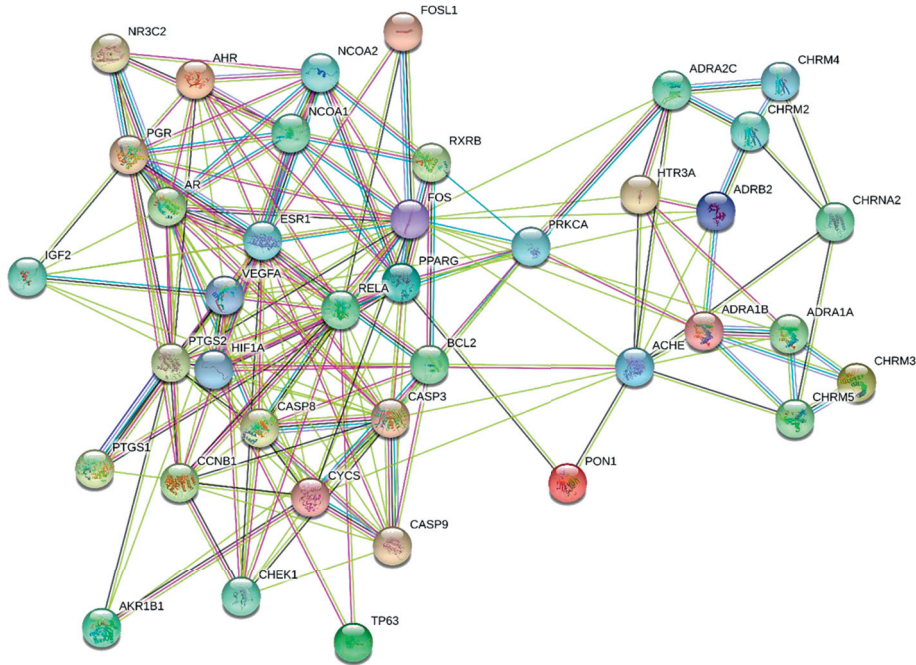 FOSL1
NR3C2
NCOA2
AHR
ADRA2C
CHRM4
NCOA1
CHRM2
PGR
RXRB
HTR3A
AR
FOS
ADRB2
ESR1
PRKCA
CHRNA2
IGF2
VEGFA
PPARG
RELA
ADRA1B
ADRA1A
PTGS2
HIF1A
BCL2
ACHE
CHRM3
CASP8
CASP3
CHRM5
PTGS1
CCNB1
CYCS
PON1
CASP9
CHEK1
AKR1B1
TP63